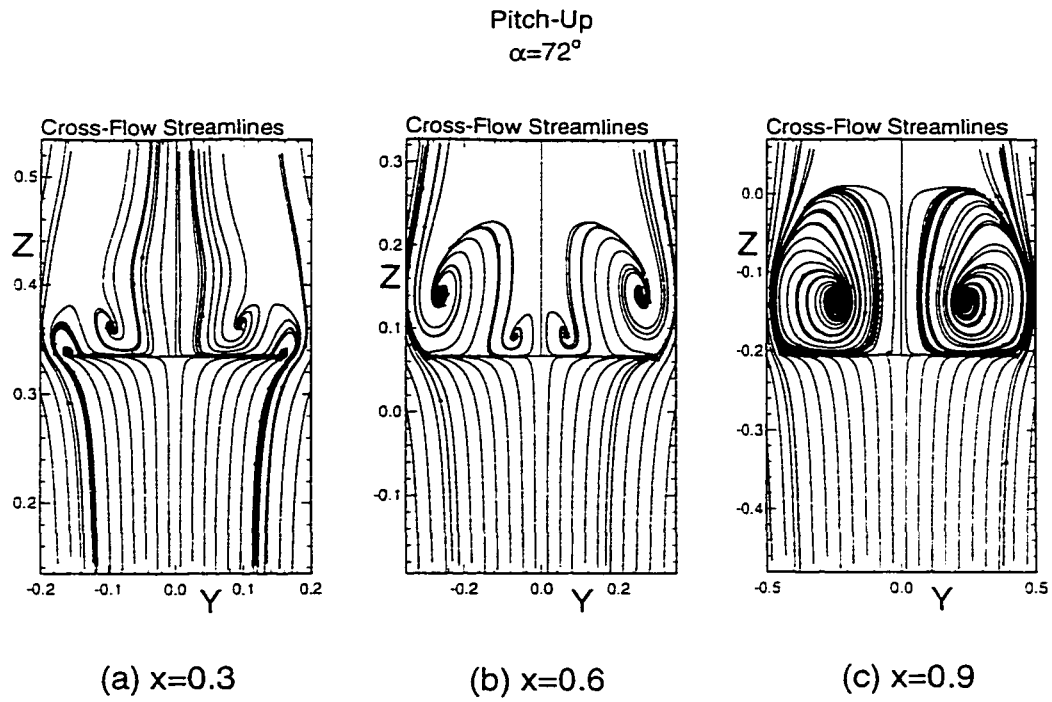 Pitch-Up
α=72°
Cross-Flow Streamlines
0.5
Z
0.4
0.3
0.2
-0.2
-0.1
0.0
0.1
0.2
Y
(a) x=0.3
Cross-Flow Streamlines
0.3
0.2
Z
0.1
0.0
-0.1
-0.2
0.0
0.2
Y
(b) x=0.6
Cross-Flow Streamlines
0.0
Z
-0.1
-0.2
-0.3
-0.4
-0.5
0.0
0.5
Y
(c) x=0.9